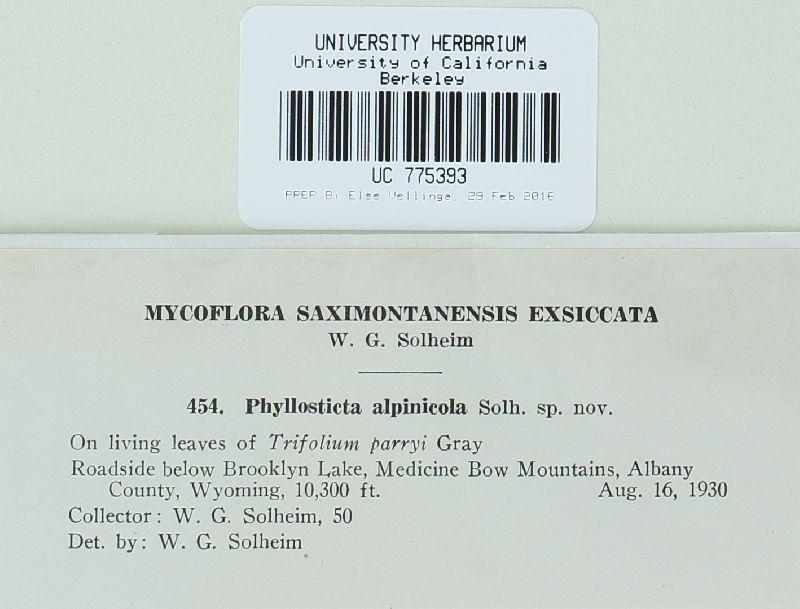 UNIVERSITY HERBARIUM
University of California
Berkeley
UC 775393
PREP BY Else Vellinga, 29 Feb 2016
MYCOFLORA SAXIMONTANENSIS EXSICCATA
W. G. Solheim
454. Phyllosticta alpinicola Solh. sp. nov.
On living leaves of Trifolium parryi Gray
Roadside below Brooklyn Lake, Medicine Bow Mountains, Albany
County, Wyoming, 10,300 ft. Aug. 16, 1930
Collector: W. G. Solheim, 50
Det. by: W. G. Solheim